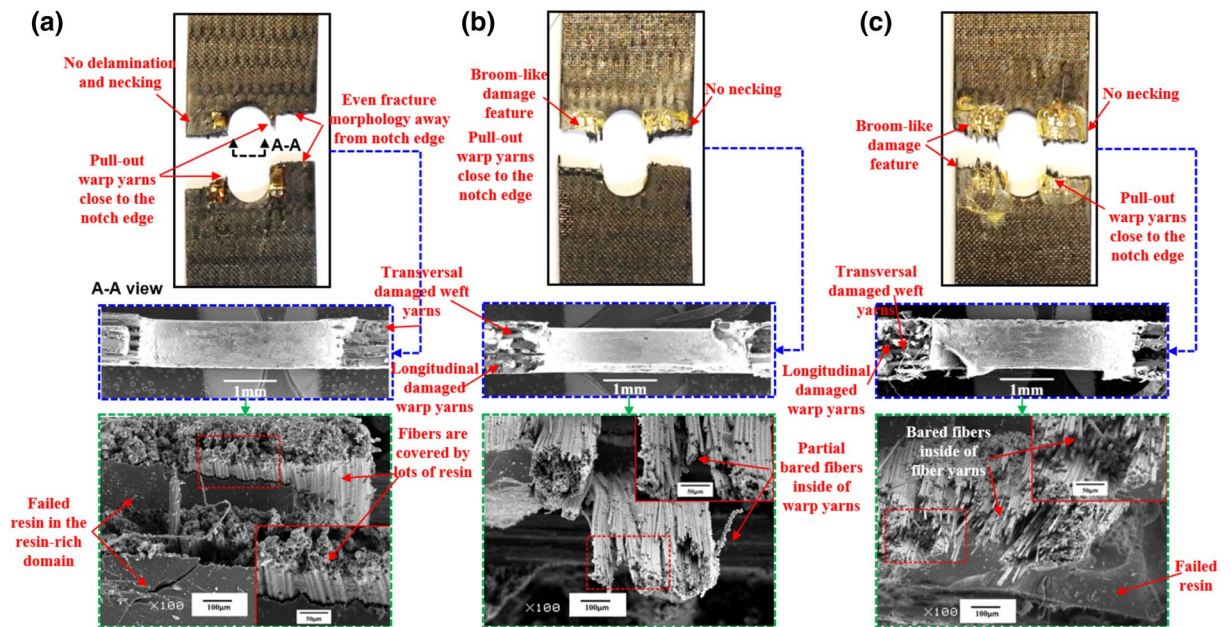 (a)
No delamination
and necking
Even fracture
morphology away
from notch edge
A-A
Pull-out
warp yarns
close to the
notch edge
A-A view
Transversal
damaged weft
yarns
1mm
Longitudinal
damaged warp
yarns
Fibers are
covered by
lots of resin
Failed
resin in the
resin-rich
domain
X100
100μm
50μm
(b)
Broom-like
damage
feature
No necking
Pull-out
warp yarns
close to the
notch edge
1mm
Partial
bared fibers
inside of
warp yarns
50μm
X100
100μm
(c)
No necking
Broom-like
damage
feature
Pull-out
warp yarns
close to the
notch edge
Transversal
damaged weft
yarns
Longitudinal
damaged
warp yarns
1mm
Bared fibers
inside of
fiber yarns
50μm
Failed
resin
X100
100μm